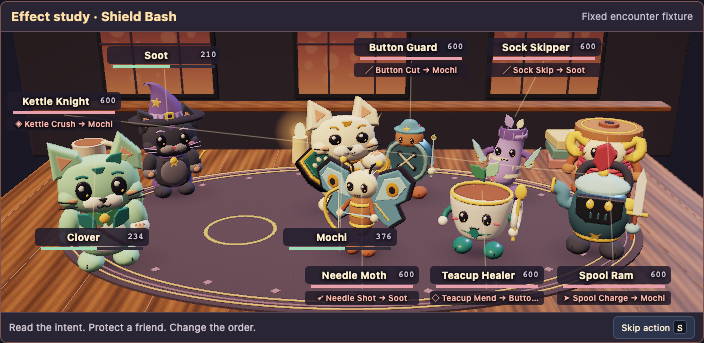 Effect study · Shield Bash
Fixed encounter fixture
Soot 210
Button Guard 600
⟋ Button Cut → Mochi
Sock Skipper 600
⟋ Sock Skip → Soot
Kettle Knight 600
◈ Kettle Crush → Mochi
Clover 234
Mochi 376
Needle Moth 600
➶ Needle Shot → Soot
Teacup Healer 600
◇ Teacup Mend → Butto…
Spool Ram 600
➤ Spool Charge → Mochi
Read the intent. Protect a friend. Change the order.
Skip action S